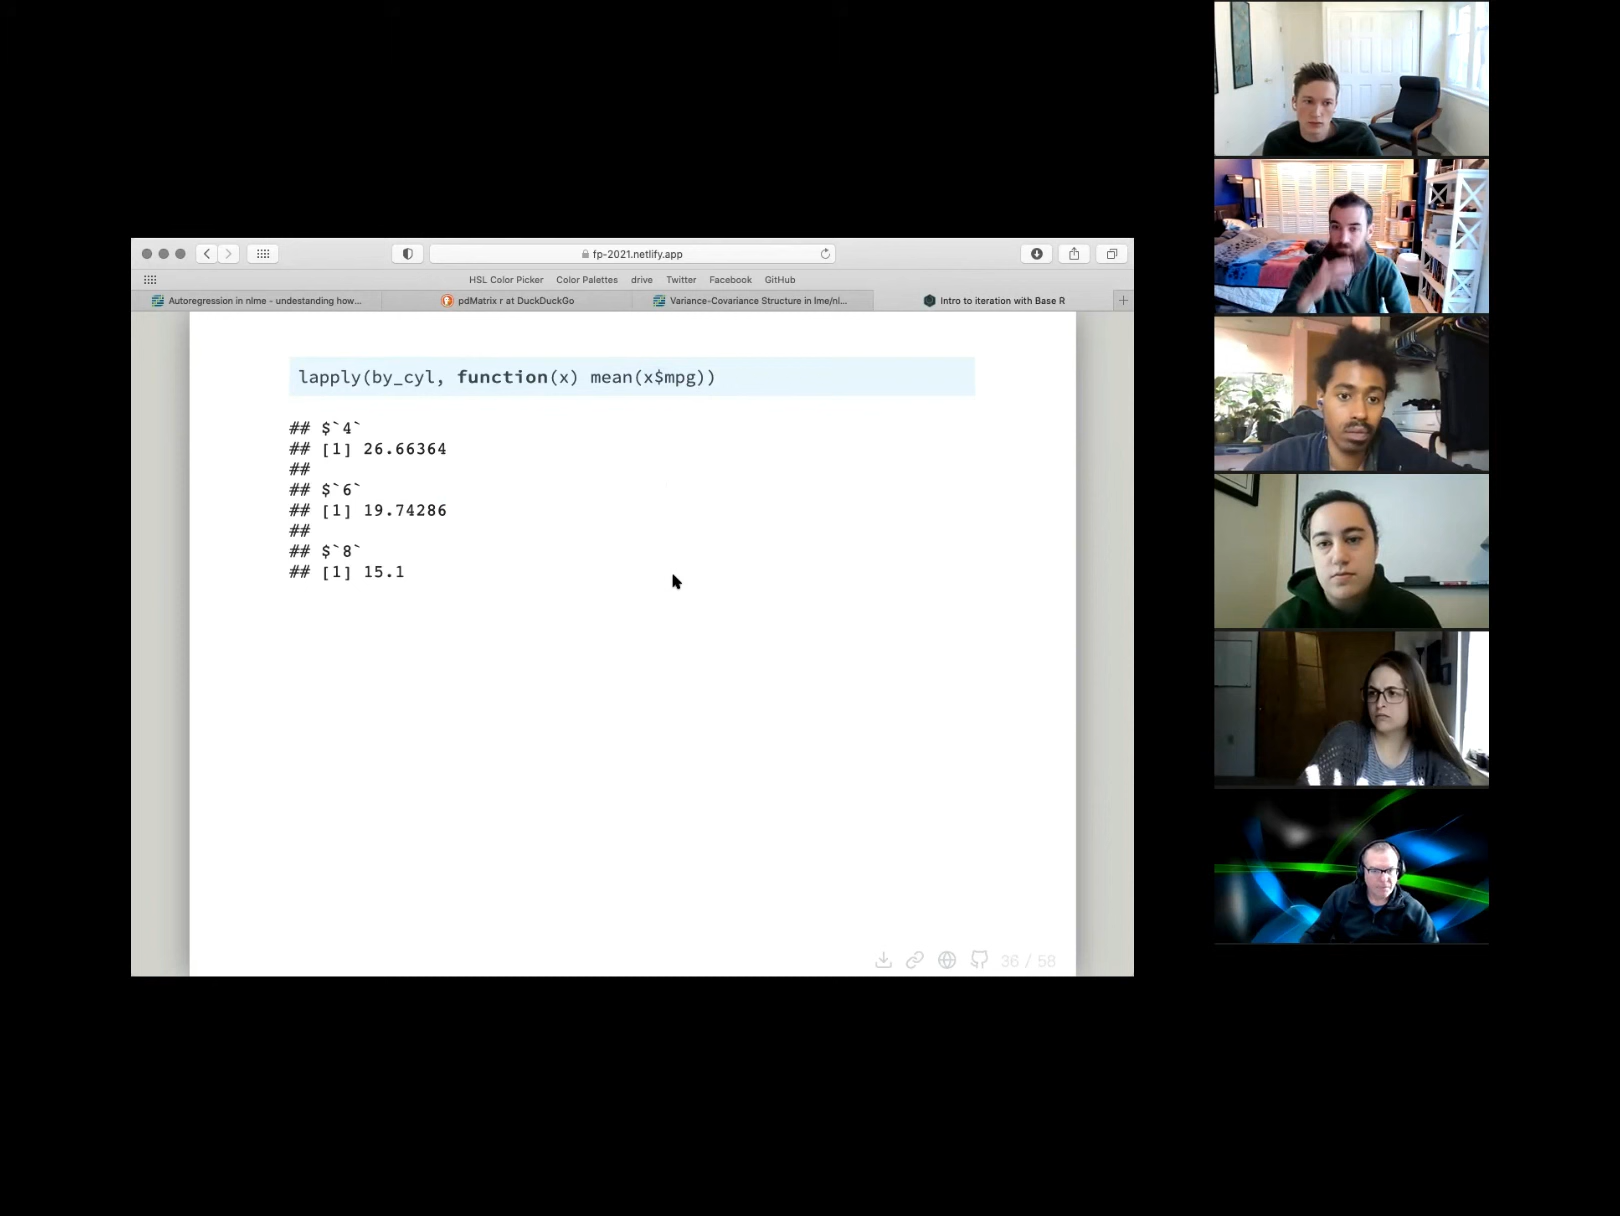 fp-2021.netlify.app
HSL Color Picker Color Palettes drive Twitter Facebook GitHub
Autoregression in nlme - undestanding how... pdMatrix r at DuckDuckGo Variance-Covariance Structure in lme/nl... Intro to iteration with Base R
lapply(by_cyl, function(x) mean(x$mpg))
## $`4`
## [1] 26.66364
##
## $`6`
## [1] 19.74286
##
## $`8`
## [1] 15.1
36 / 58